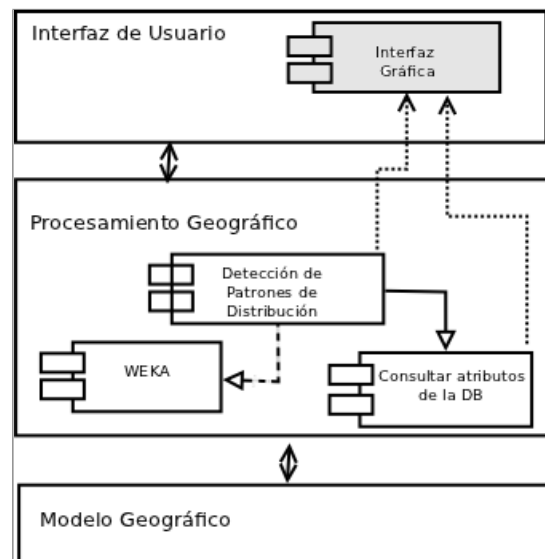 Interfaz de Usuario
Interfaz
Gráfica
Procesamiento Geográfico
Detección de
Patrones de
Distribución
WEKA
Consultar atributos
de la DB
Modelo Geográfico